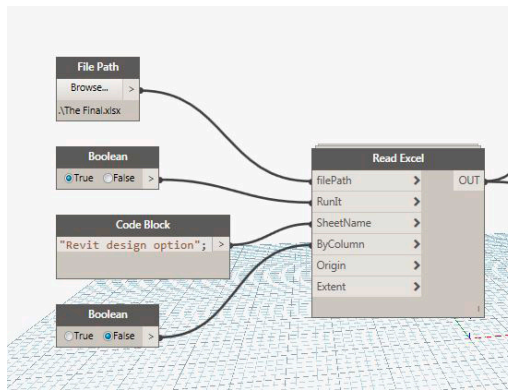 File Path
Browse... >
.\The Final.xlsx
Boolean
True False >
Code Block
"Revit design option"; >
Boolean
True False >
Read Excel
filePath > OUT
RunIt >
SheetName >
ByColumn >
Origin >
Extent >